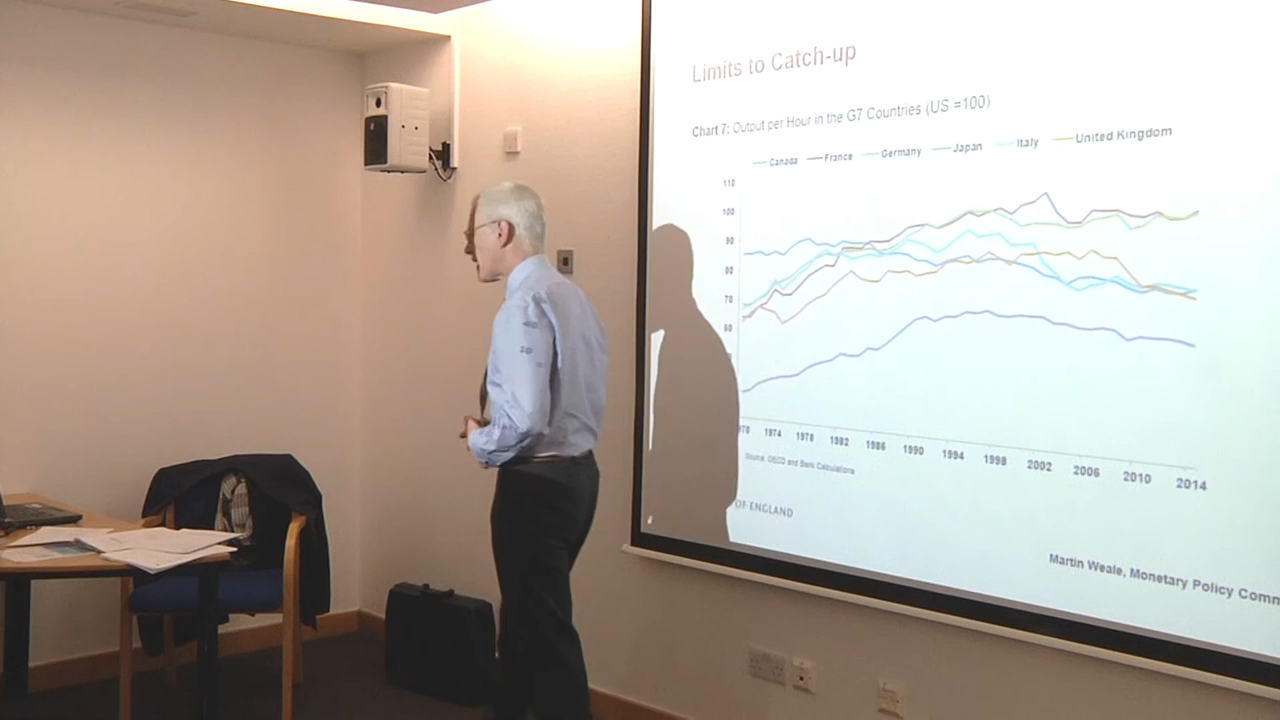 Limits to Catch-up
Chart 7: Output per Hour in the G7 Countries (US =100)
Canada France Germany Japan Italy United Kingdom
110
100
90
80
70
60
1974 1978 1982 1986 1990 1994 1998 2002 2006 2010 2014
Source: OECD and Bank Calculations
OF ENGLAND
Martin Weale, Monetary Policy Comm